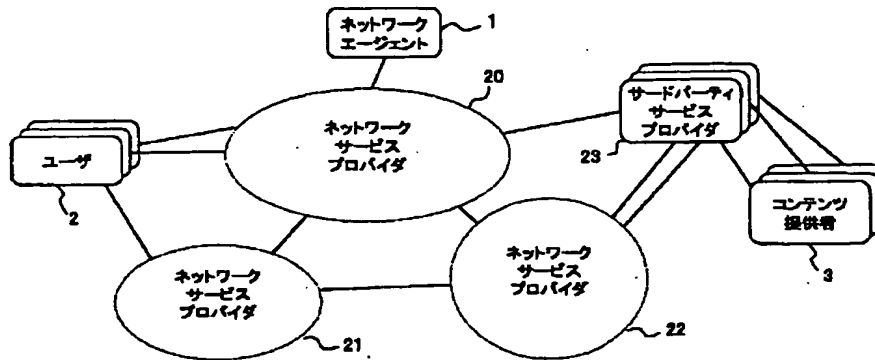 ネットワーク
エージェント
1
20
ネットワーク
サービス
プロバイダ
サードパーティ
サービス
プロバイダ
23
ユーザ
2
コンテンツ
提供者
3
ネットワーク
サービス
プロバイダ
21
ネットワーク
サービス
プロバイダ
22